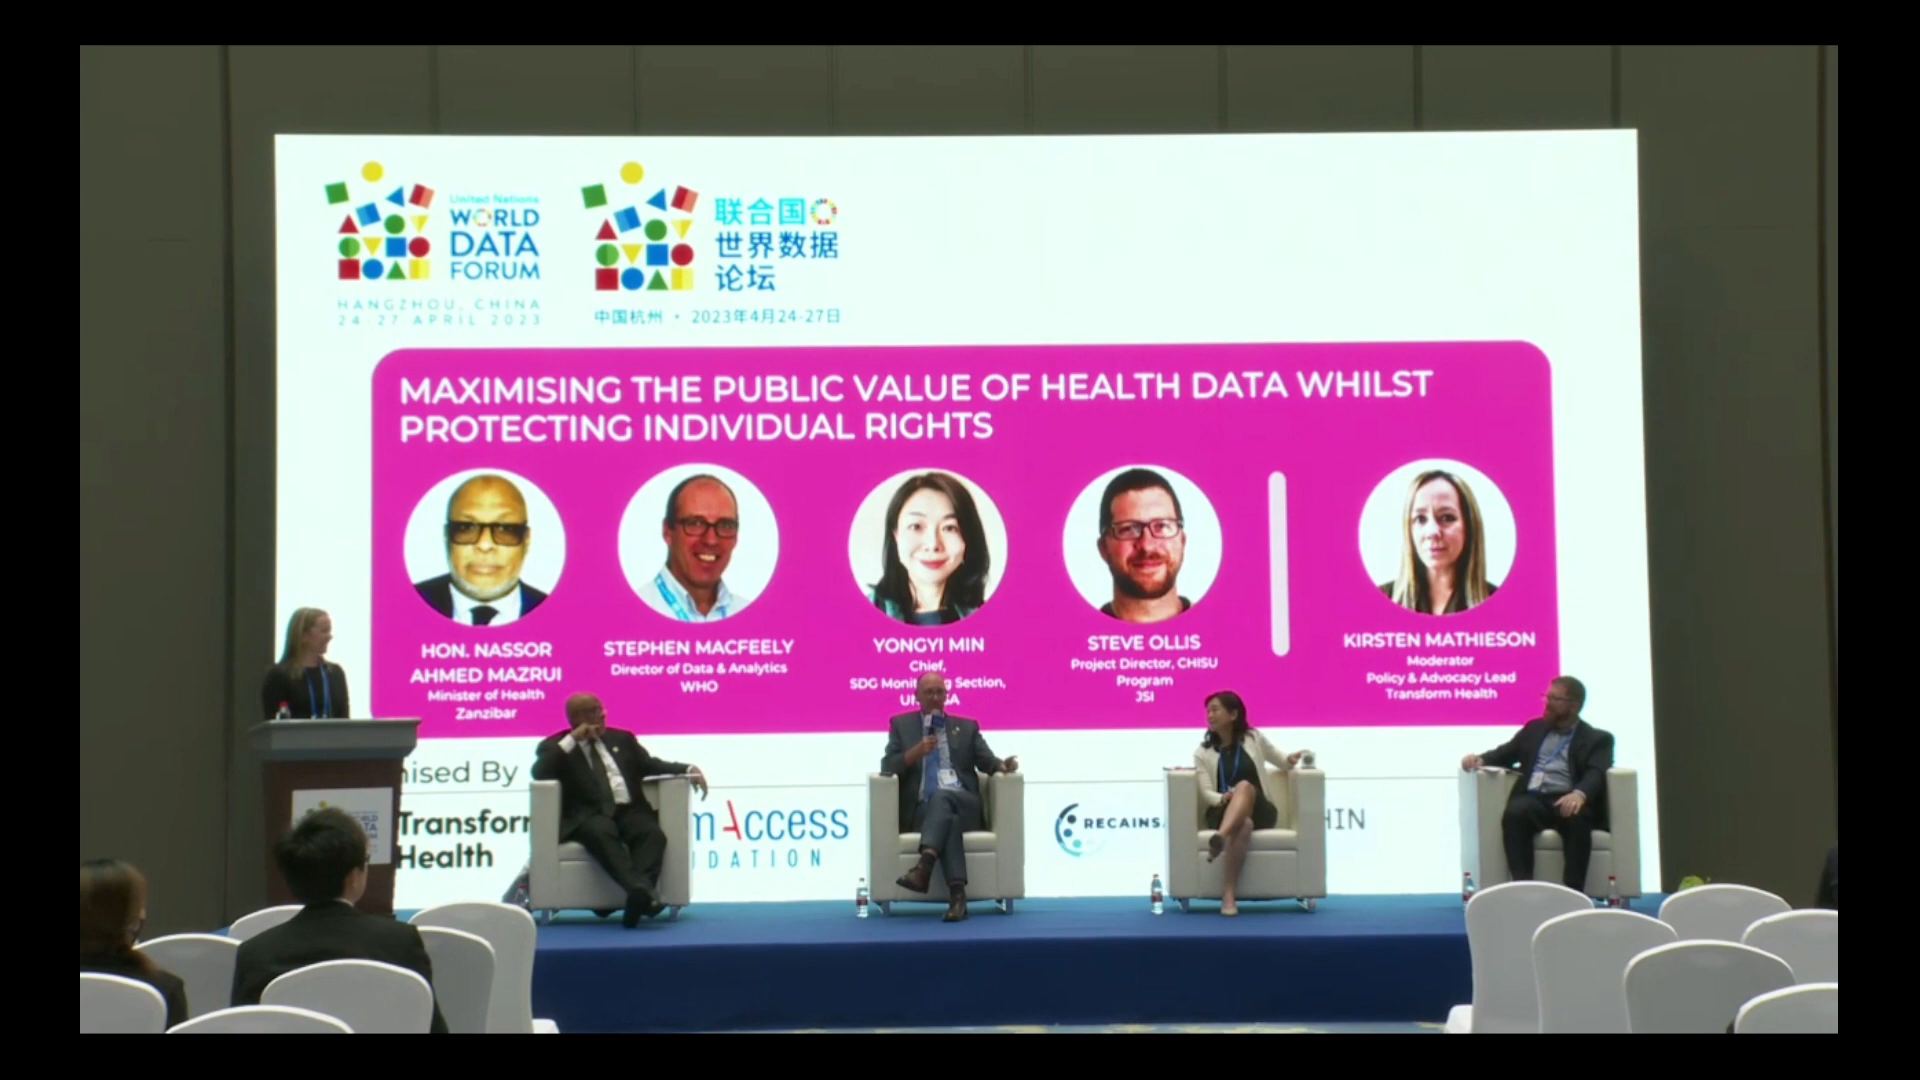 United Nations
WORLD
DATA
FORUM
HANGZHOU, CHINA
24-27 APRIL 2023
联合国
世界数据
论坛
中国杭州 · 2023年4月24-27日
MAXIMISING THE PUBLIC VALUE OF HEALTH DATA WHILST
PROTECTING INDIVIDUAL RIGHTS
HON. NASSOR
AHMED MAZRUI
Minister of Health
Zanzibar
STEPHEN MACFEELY
Director of Data & Analytics
WHO
YONGYI MIN
Chief,
SDG Section,
STEVE OLLIS
Project Director, CHISU
Program
JSI
KIRSTEN MATHIESON
Moderator
Policy & Advocacy Lead
Transform Health
nised By
Transfor
Health
m Access
DATION
RECAINSA
HIN